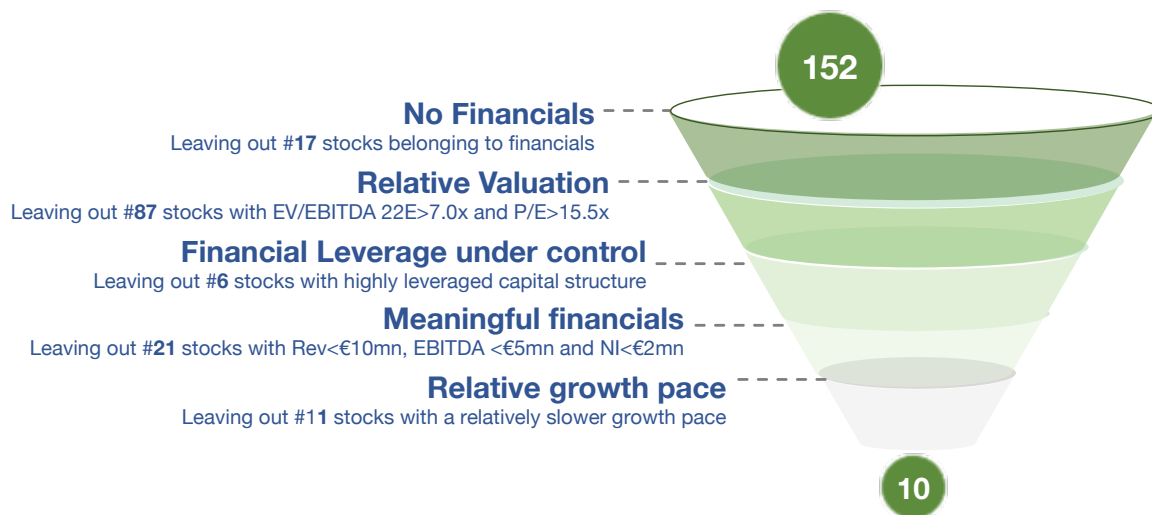 152
No Financials
Leaving out #17 stocks belonging to financials
Relative Valuation
Leaving out #87 stocks with EV/EBITDA 22E>7.0x and P/E>15.5x
Financial Leverage under control
Leaving out #6 stocks with highly leveraged capital structure
Meaningful financials
Leaving out #21 stocks with Rev<€10mn, EBITDA <€5mn and NI<€2mn
Relative growth pace
Leaving out #11 stocks with a relatively slower growth pace
10